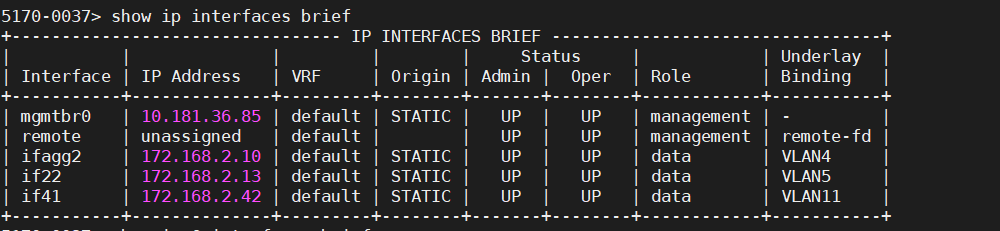 5170-0037> show ip interfaces brief
+--------------------------------- IP INTERFACES BRIEF ---------------------------------+
|           |              |         |        |     Status      |            | Underlay  |
| Interface | IP Address   | VRF     | Origin | Admin |  Oper   | Role       | Binding   |
+-----------+--------------+---------+--------+-------+---------+------------+-----------+
| mgmtbr0   | 10.181.36.85 | default | STATIC |   UP  |   UP    | management | -         |
| remote    | unassigned   | default |        |   UP  |   UP    | management | remote-fd |
| ifagg2    | 172.168.2.10 | default | STATIC |   UP  |   UP    | data       | VLAN4     |
| if22      | 172.168.2.13 | default | STATIC |   UP  |   UP    | data       | VLAN5     |
| if41      | 172.168.2.42 | default | STATIC |   UP  |   UP    | data       | VLAN11    |
+-----------+--------------+---------+--------+-------+---------+------------+-----------+